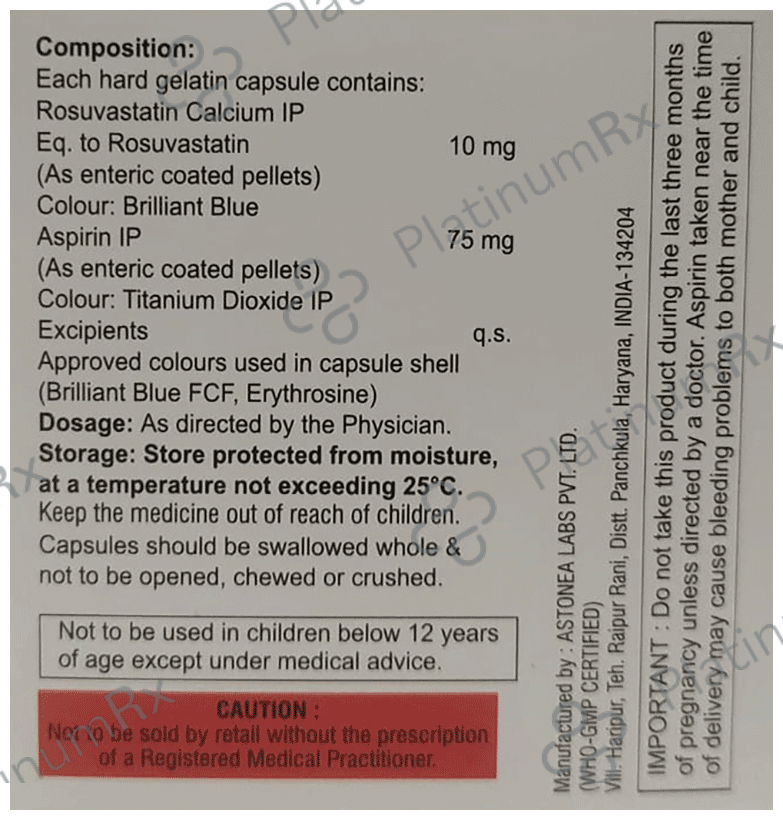 Composition:
Each hard gelatin capsule contains:
Rosuvastatin Calcium IP
Eq. to Rosuvastatin 10 mg
(As enteric coated pellets)
Colour: Brilliant Blue
Aspirin IP 75 mg
(As enteric coated pellets)
Colour: Titanium Dioxide IP
Excipients q.s.
Approved colours used in capsule shell
(Brilliant Blue FCF, Erythrosine)
Dosage: As directed by the Physician.
Storage: Store protected from moisture,
at a temperature not exceeding 25°C.
Keep the medicine out of reach of children.
Capsules should be swallowed whole &
not to be opened, chewed or crushed.
Not to be used in children below 12 years
of age except under medical advice.
CAUTION :
Not to be sold by retail without the prescription
of a Registered Medical Practitioner.
Manufactured by : ASTONEA LABS PVT. LTD.
(WHO-GMP CERTIFIED)
Vill. Haripur, Teh. Raipur Rani, Distt. Panchkula, Haryana, INDIA-134204
IMPORTANT : Do not take this product during the last three months
of pregnancy unless directed by a doctor. Aspirin taken near the time
of delivery may cause bleeding problems to both mother and child.
PlatinumRx
PlatinumRx
PlatinumRx